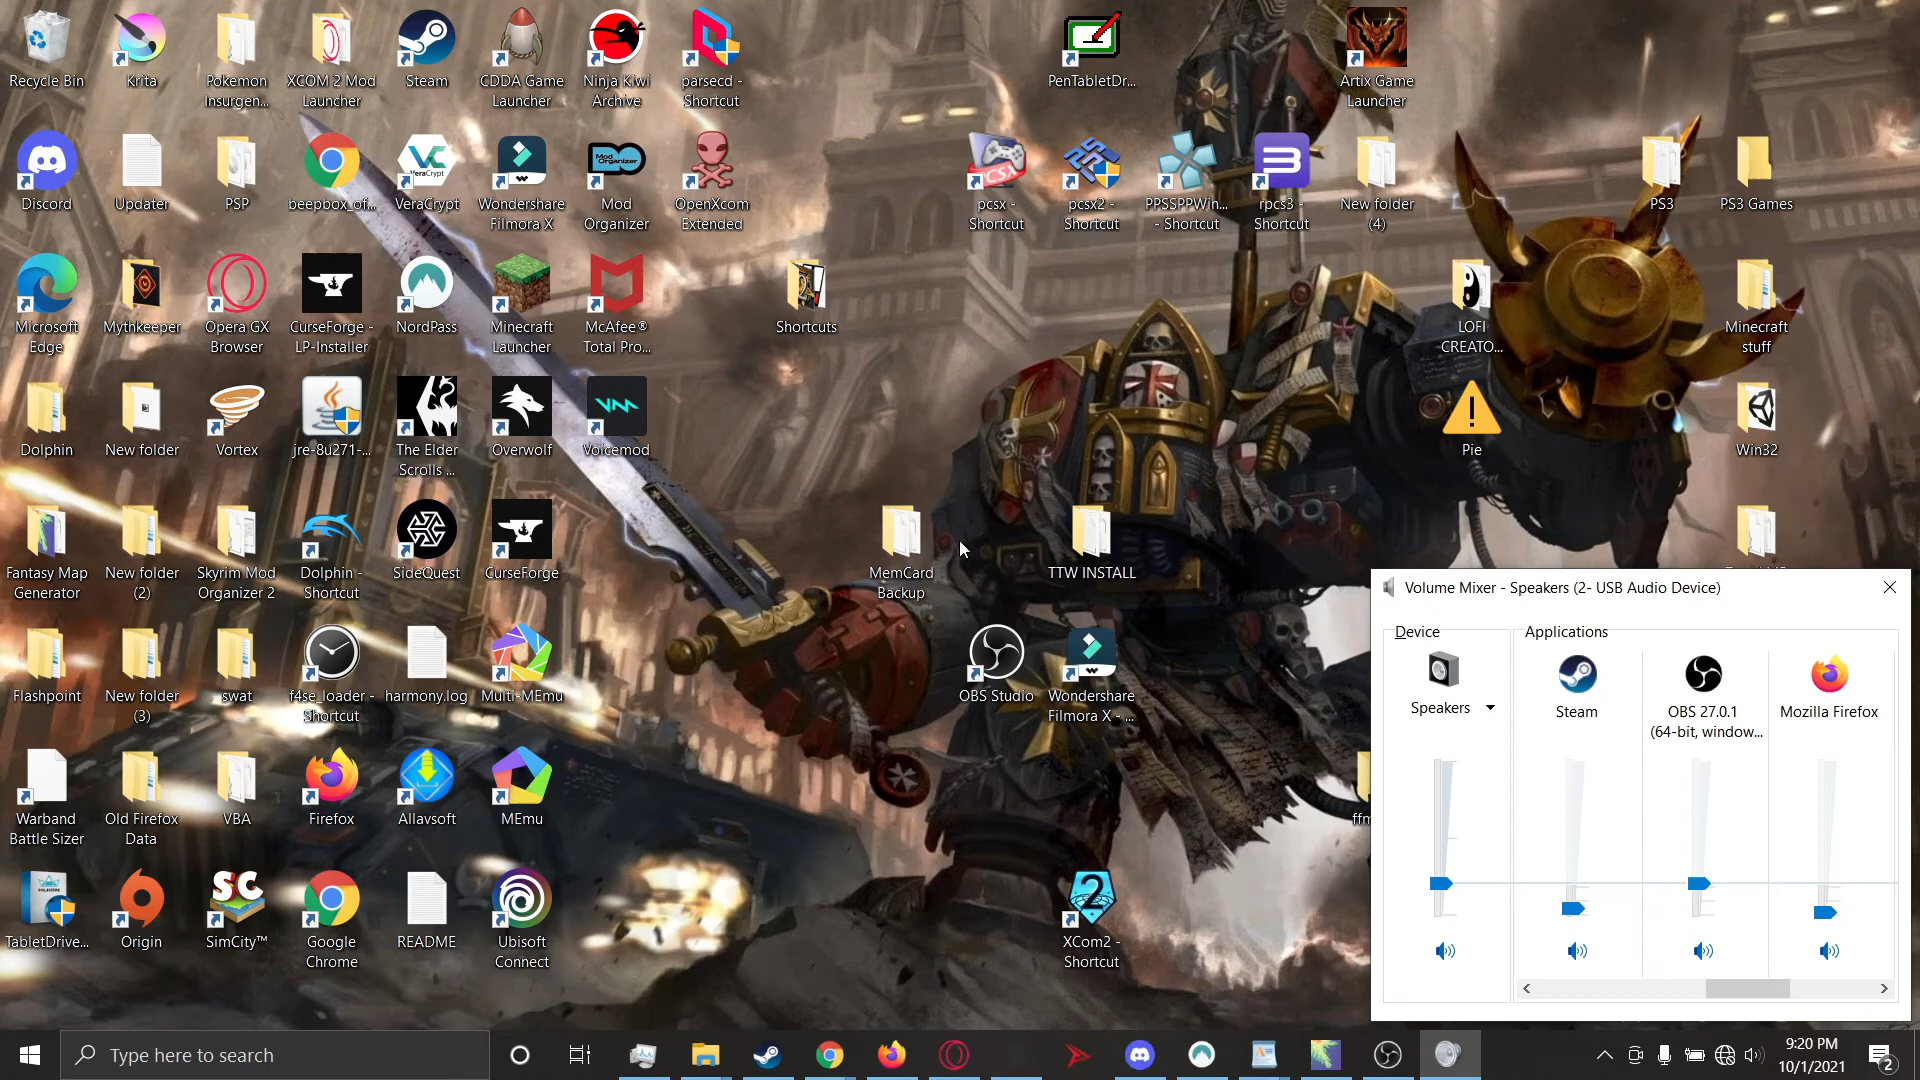 Recycle Bin
Krita
Pokemon
Insurgen...
XCOM 2 Mod
Launcher
Steam
CDDA Game
Launcher
Ninja Kiwi
Archive
parsecd -
Shortcut
PenTabletDr...
Artix Game
Launcher
Discord
Updater
PSP
beepbox_of...
VeraCrypt
Wondershare
Filmora X
Mod
Organizer
OpenXcom
Extended
pcsx -
Shortcut
pcsx2 -
Shortcut
PPSSPPWin...
- Shortcut
rpcs3 -
Shortcut
New folder
(4)
PS3
PS3 Games
Microsoft
Edge
Mythkeeper
Opera GX
Browser
CurseForge -
LP-Installer
NordPass
Minecraft
Launcher
McAfee®
Total Pro...
Shortcuts
LOFI
CREATO...
Minecraft
stuff
Dolphin
New folder
Vortex
jre-8u271-...
The Elder
Scrolls ...
Overwolf
Voicemod
Pie
Win32
Fantasy Map
Generator
New folder
(2)
Skyrim Mod
Organizer 2
Dolphin -
Shortcut
SideQuest
CurseForge
MemCard
Backup
TTW INSTALL
Flashpoint
New folder
(3)
swat
f4se_loader -
Shortcut
harmony.log
Multi-MEmu
OBS Studio
Wondershare
Filmora X - ...
Warband
Battle Sizer
Old Firefox
Data
VBA
Firefox
Allavsoft
MEmu
TabletDrive...
Origin
SimCity™
Google
Chrome
README
Ubisoft
Connect
XCom2 -
Shortcut
Volume Mixer - Speakers (2- USB Audio Device)
Device
Applications
Speakers
Steam
OBS 27.0.1
(64-bit, window...
Mozilla Firefox
Type here to search
9:20 PM
10/1/2021
2